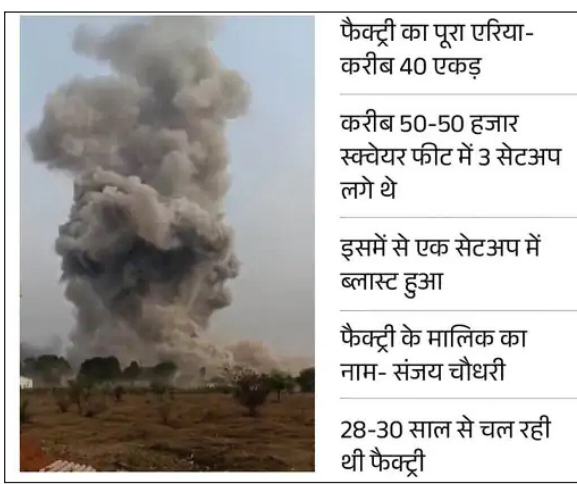 फैक्ट्री का पूरा एरिया-
करीब 40 एकड़
करीब 50-50 हजार
स्क्वेयर फीट में 3 सेटअप
लगे थे
इसमें से एक सेटअप में
ब्लास्ट हुआ
फैक्ट्री के मालिक का
नाम- संजय चौधरी
28-30 साल से चल रही
थी फैक्ट्री